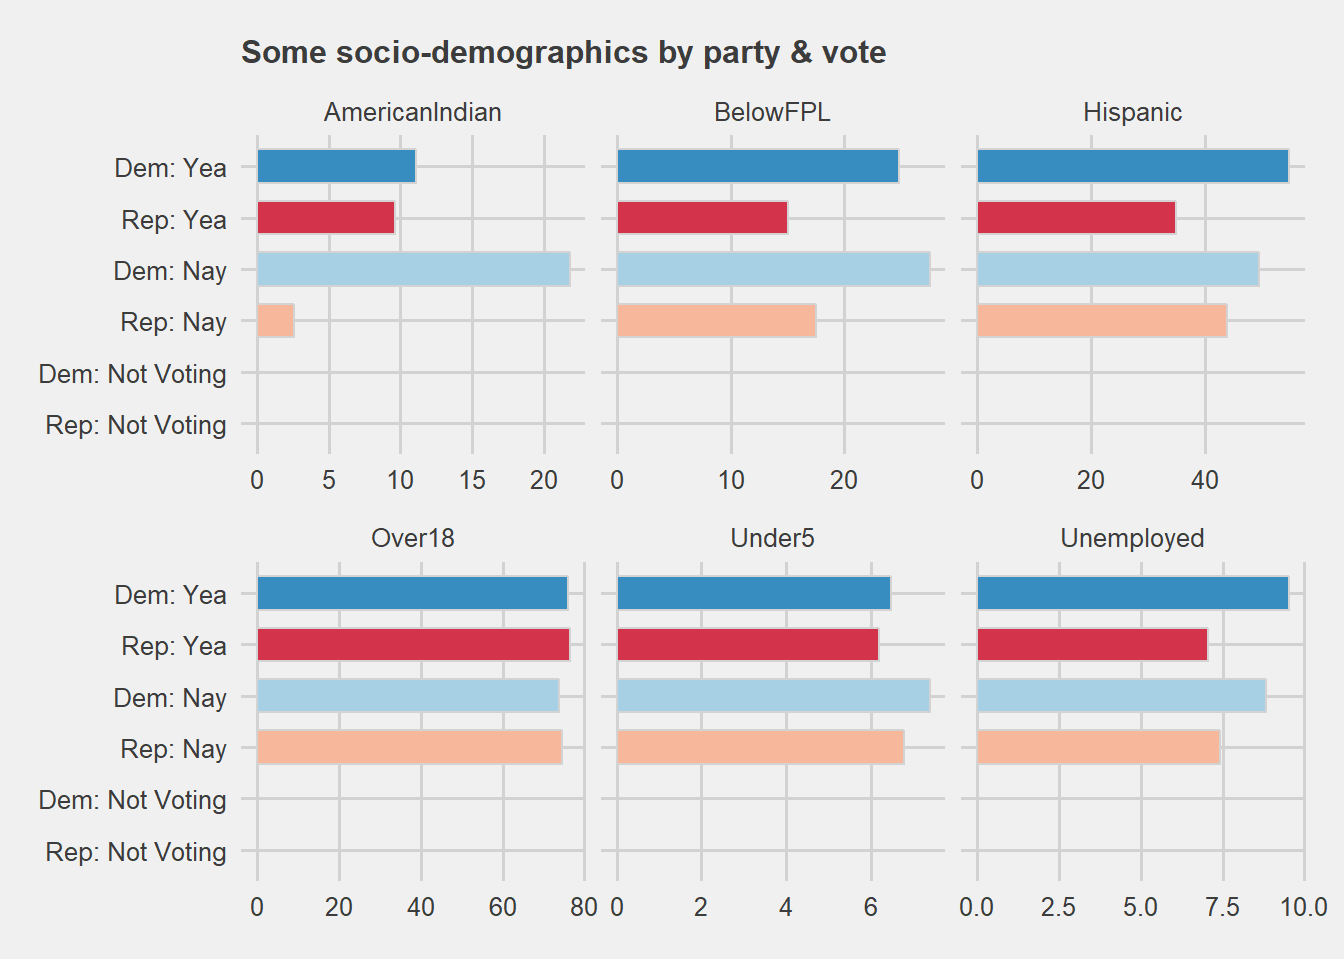 Some socio-demographics by party & vote
AmericanIndian BelowFPL Hispanic
Dem: Yea
Rep: Yea
Dem: Nay
Rep: Nay
Dem: Not Voting
Rep: Not Voting
0 5 10 15 20 0 10 20 0 20 40
Over18 Under5 Unemployed
Dem: Yea
Rep: Yea
Dem: Nay
Rep: Nay
Dem: Not Voting
Rep: Not Voting
0 20 40 60 80 0 2 4 6 0.0 2.5 5.0 7.5 10.0